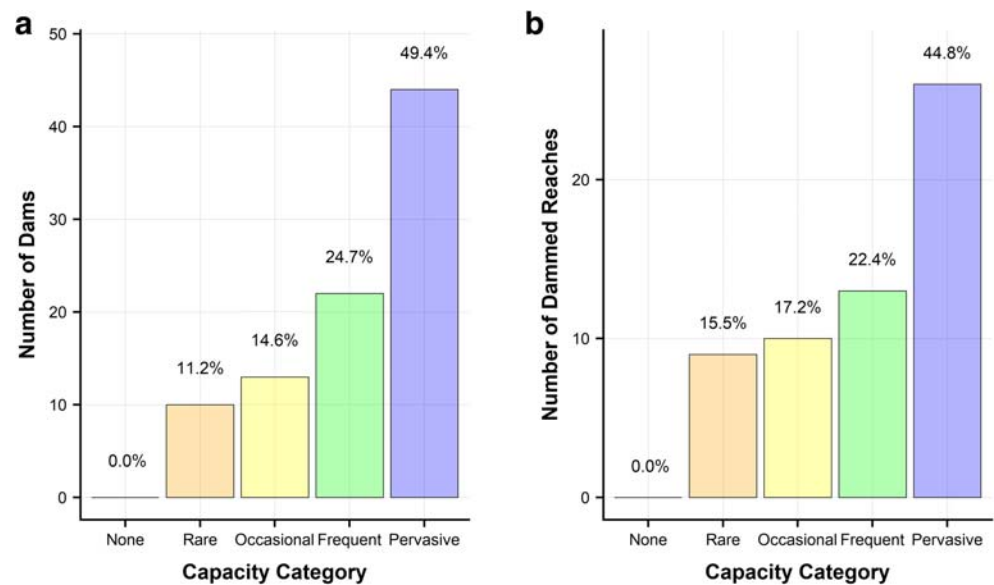 a
50
40
30
20
10
0
Number of Dams
0.0%
11.2%
14.6%
24.7%
49.4%
None Rare Occasional Frequent Pervasive
Capacity Category
b
20
10
0
Number of Dammed Reaches
0.0%
15.5%
17.2%
22.4%
44.8%
None Rare Occasional Frequent Pervasive
Capacity Category